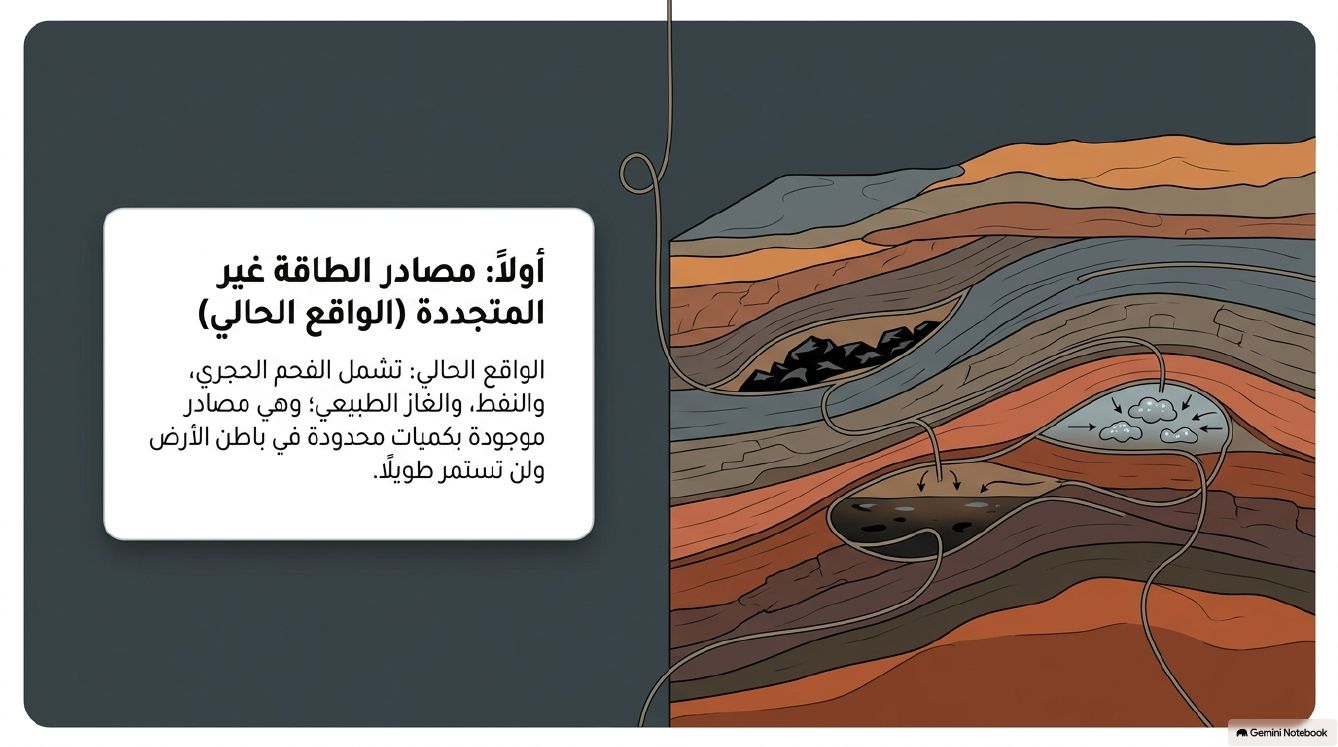 أولاً: مصادر الطاقة غير
المتجددة (الواقع الحالي)
الواقع الحالي: تشمل الفحم الحجري،
والنفط، والغاز الطبيعي؛ وهي مصادر
موجودة بكميات محدودة في باطن الأرض
ولن تستمر طويلًا.
Gemini Notebook